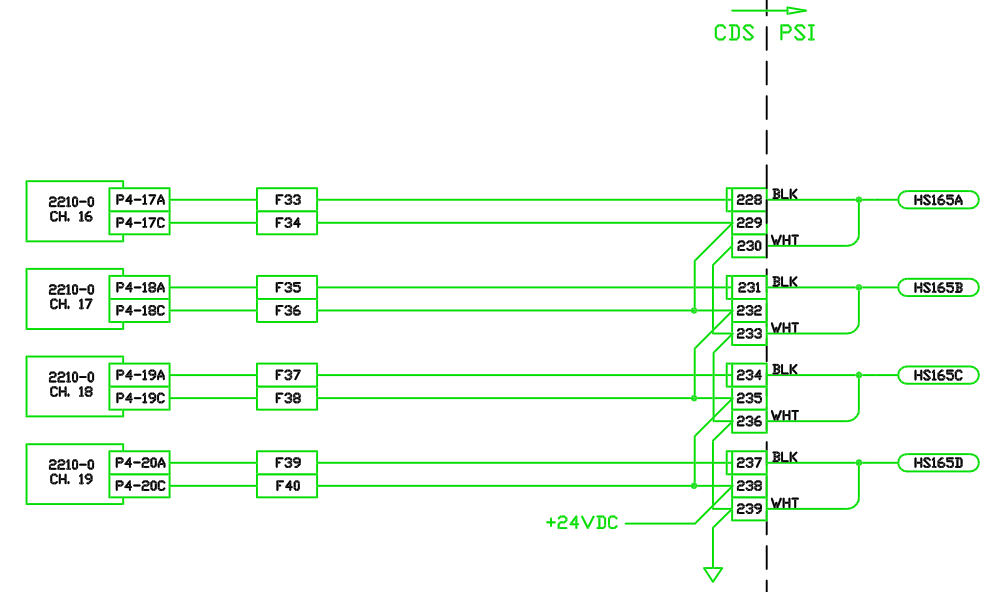 CDS PSI
2210-0
CH. 16
P4-17A F33 228 BLK HS165A
P4-17C F34 229
230 WHT
2210-0
CH. 17
P4-18A F35 231 BLK HS165B
P4-18C F36 232
233 WHT
2210-0
CH. 18
P4-19A F37 234 BLK HS165C
P4-19C F38 235
236 WHT
2210-0
CH. 19
P4-20A F39 237 BLK HS165D
P4-20C F40 238
239 WHT
+24VDC